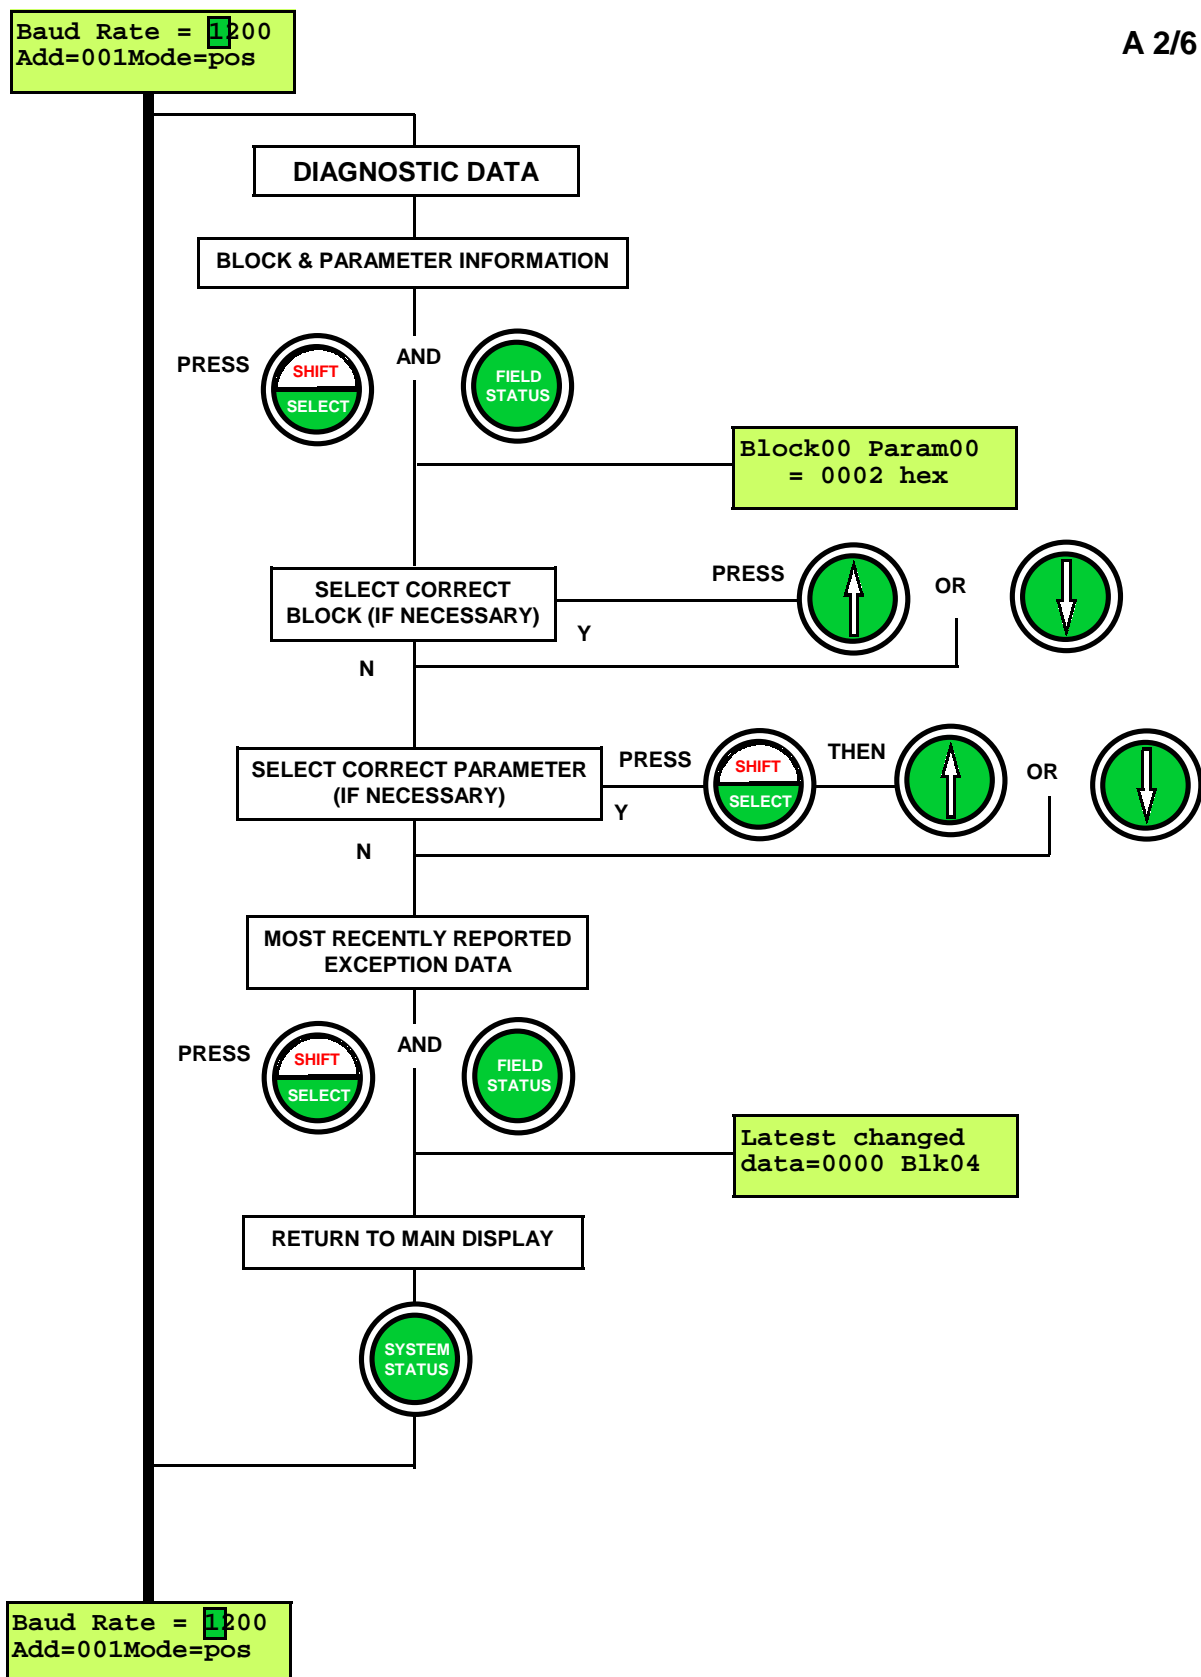 Baud Rate = 1200
Add=001Mode=pos
A 2/6
DIAGNOSTIC DATA
BLOCK & PARAMETER INFORMATION
PRESS
SHIFT
SELECT
AND
FIELD
STATUS
Block00 Param00
= 0002 hex
SELECT CORRECT
BLOCK (IF NECESSARY)
Y
PRESS
OR
N
SELECT CORRECT PARAMETER
(IF NECESSARY)
PRESS
Y
SHIFT
SELECT
THEN
OR
N
MOST RECENTLY REPORTED
EXCEPTION DATA
PRESS
SHIFT
SELECT
AND
FIELD
STATUS
Latest changed
data=0000 Blk04
RETURN TO MAIN DISPLAY
SYSTEM
STATUS
Baud Rate = 1200
Add=001Mode=pos